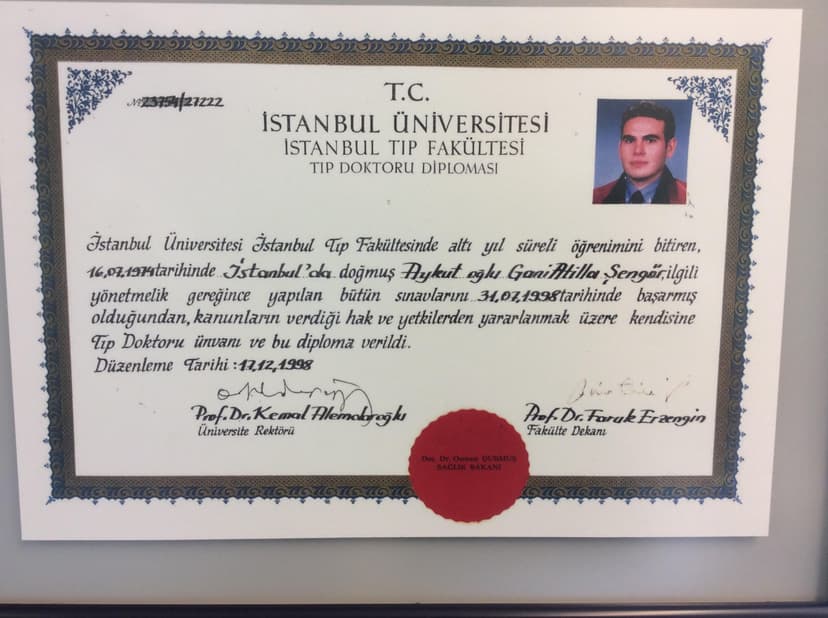 T.C.
İSTANBUL ÜNİVERSİTESİ
İSTANBUL TIP FAKÜLTESİ
TIP DOKTORU DİPLOMASI
İstanbul Üniversitesi İstanbul Tıp Fakültesinde altı yıl süreli öğrenimini bitiren,
16.07.1974 tarihinde İstanbul'da doğmuş Aykut oğlu Gani Atilla Şengör, ilgili
yönetmelik gereğince yapılan bütün sınavlarını 31.07.1998 tarihinde başarmış
olduğundan, kanunların verdiği hak ve yetkilerden yararlanmak üzere kendisine
Tıp Doktoru ünvanı ve bu diploma verildi.
Düzenleme Tarihi : 17.12.1998
Prof. Dr. Kemal Alemdaroğlu
Üniversite Rektörü
Prof. Dr. Faruk Erzengin
Fakülte Dekanı
Doç. Dr. Osman DURMUŞ
SAĞLIK BAKANI